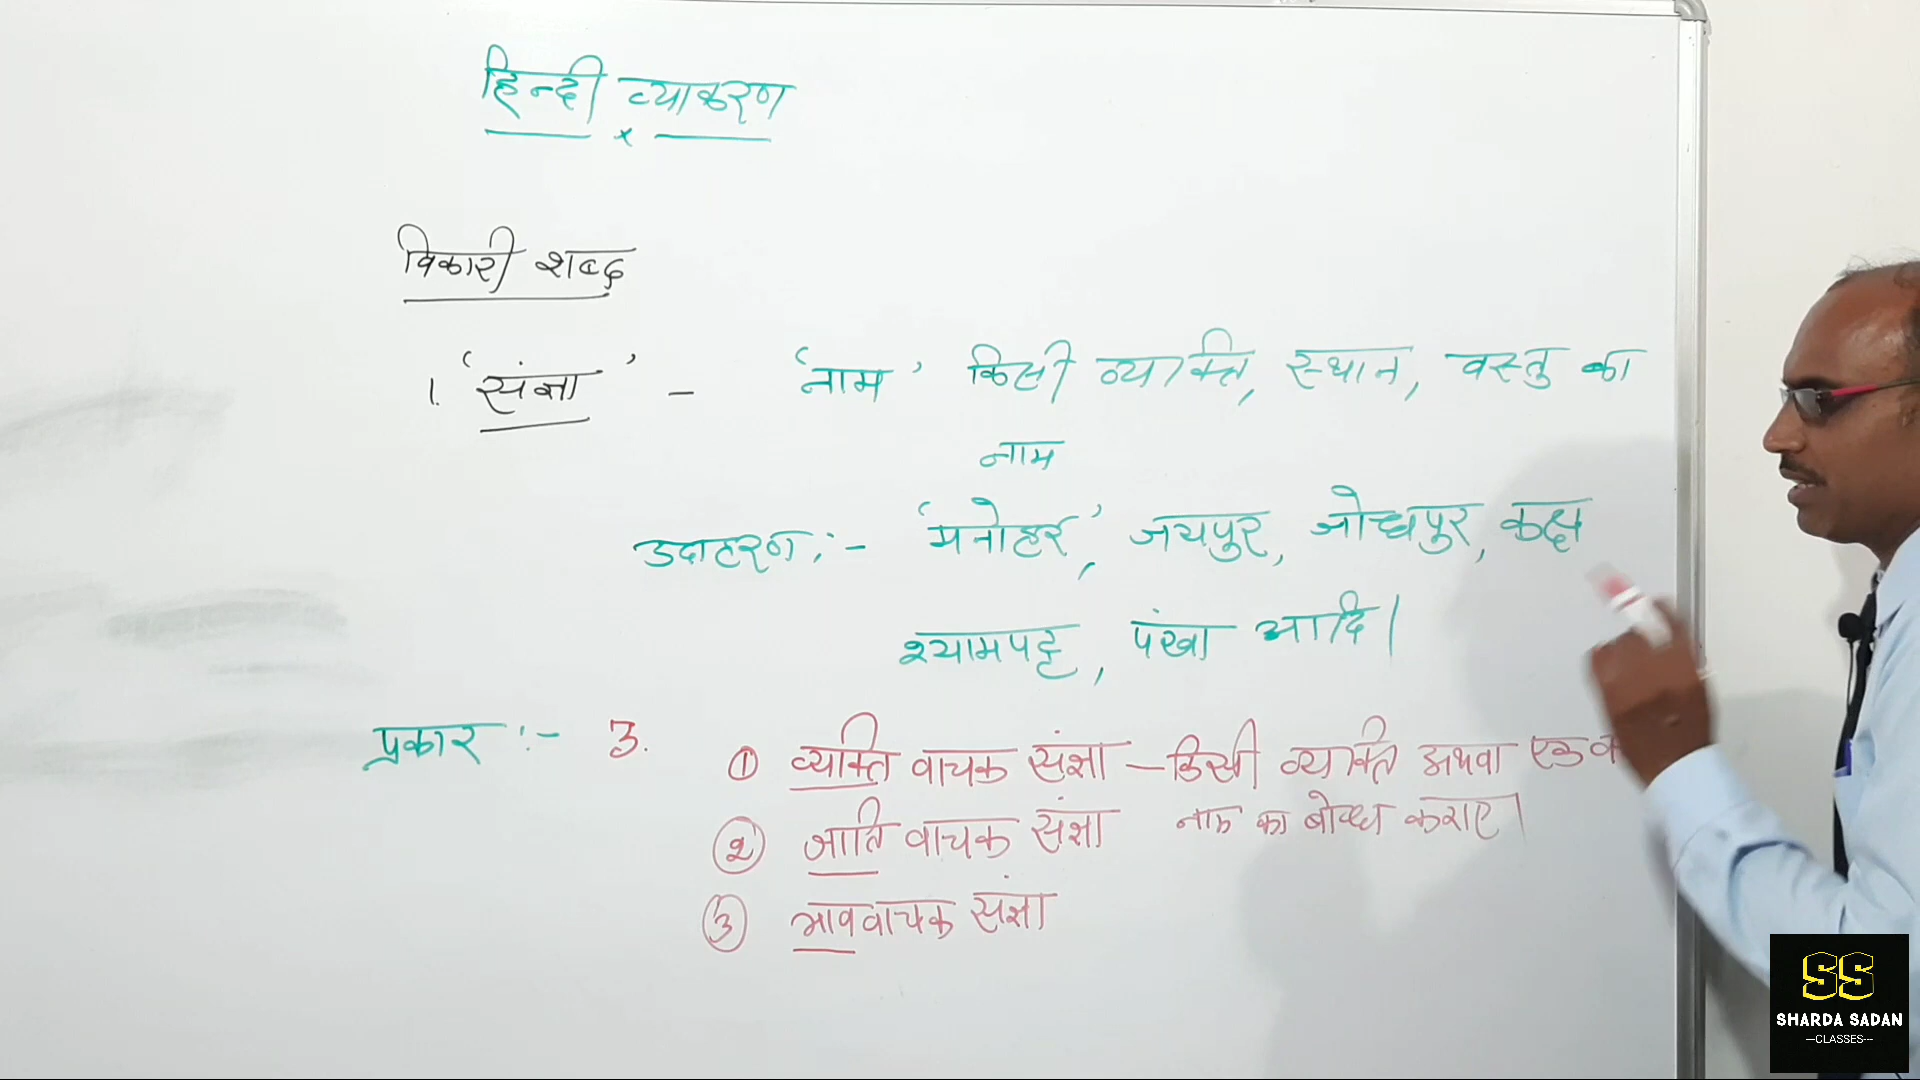 हिन्दी व्याकरण
विकारी शब्द
1. ‘संज्ञा’ - ‘नाम’ किसी व्यक्ति, स्थान, वस्तु का
नाम
उदाहरण :- ‘मनोहर’, जयपुर, जोधपुर, कक्ष
श्यामपट्ट, पंखा आदि।
प्रकार :- 3.
① व्यक्ति वाचक संज्ञा — किसी व्यक्ति अथवा एक
नाम का बोध कराए।
② जाति वाचक संज्ञा
③ भाववाचक संज्ञा
SS
SHARDA SADAN
—CLASSES—